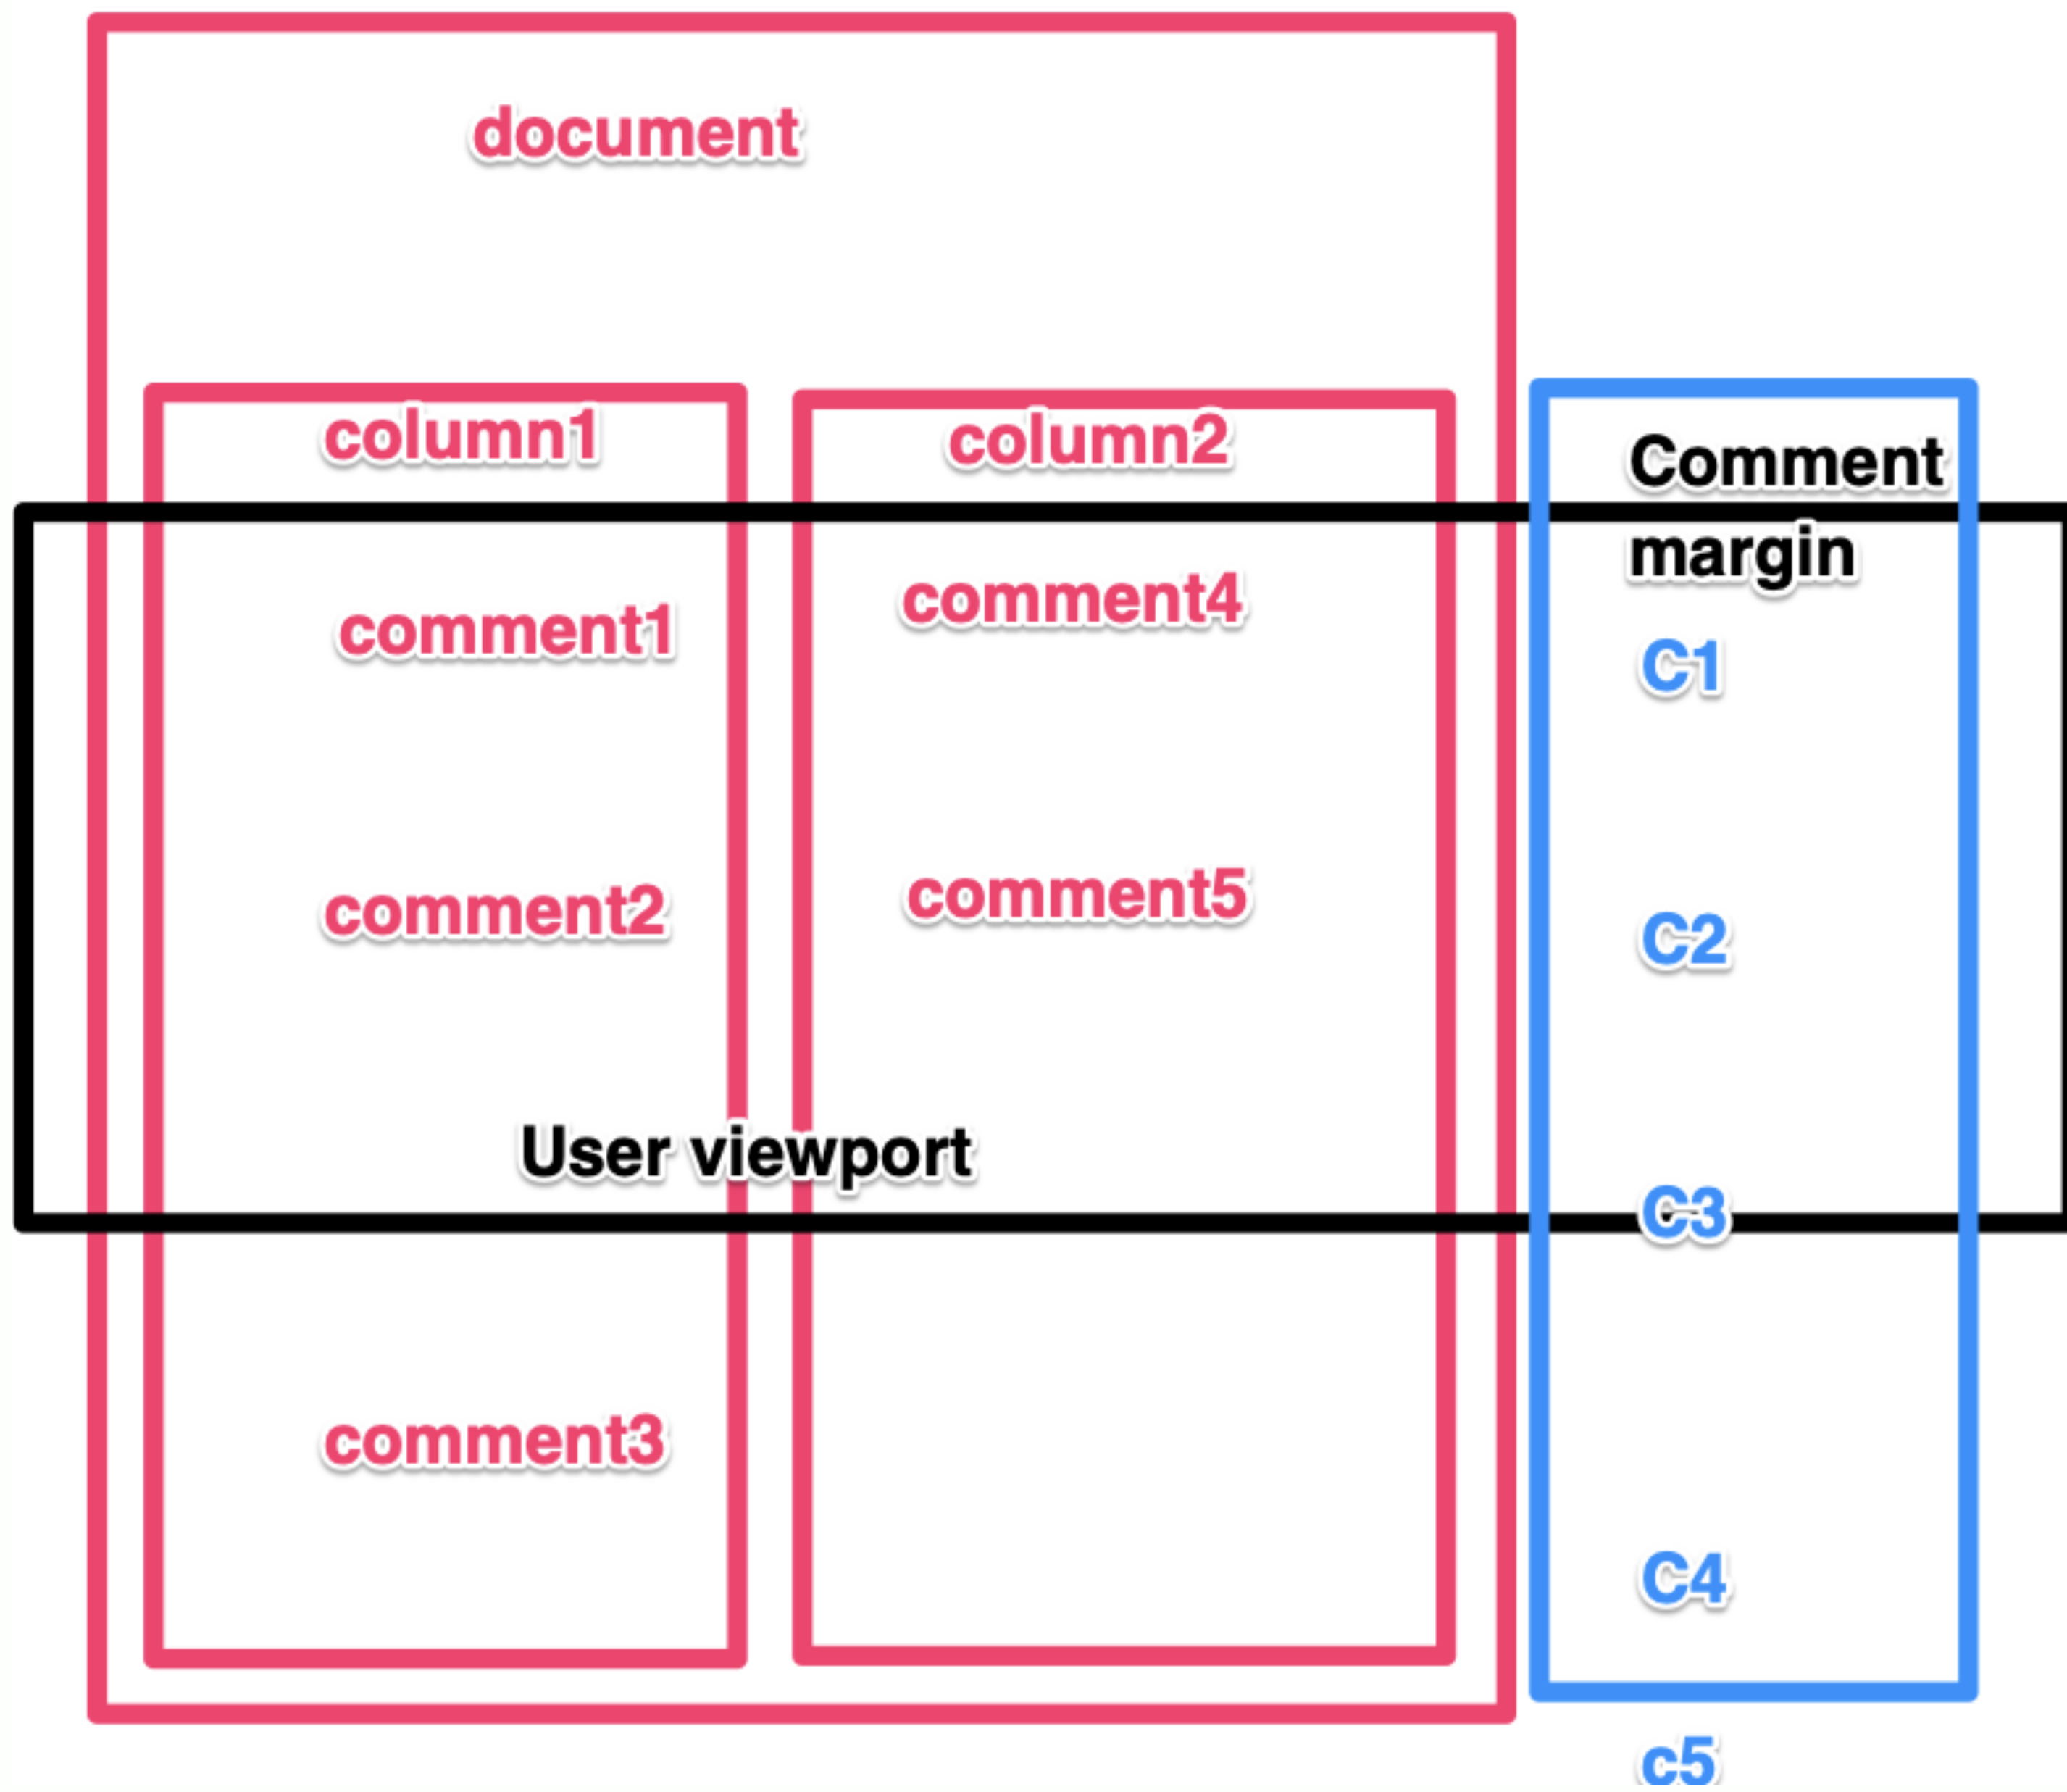 document
column1
column2
Comment
margin
comment1
comment4
C1
comment2
comment5
C2
User viewport
C3
comment3
C4
c5